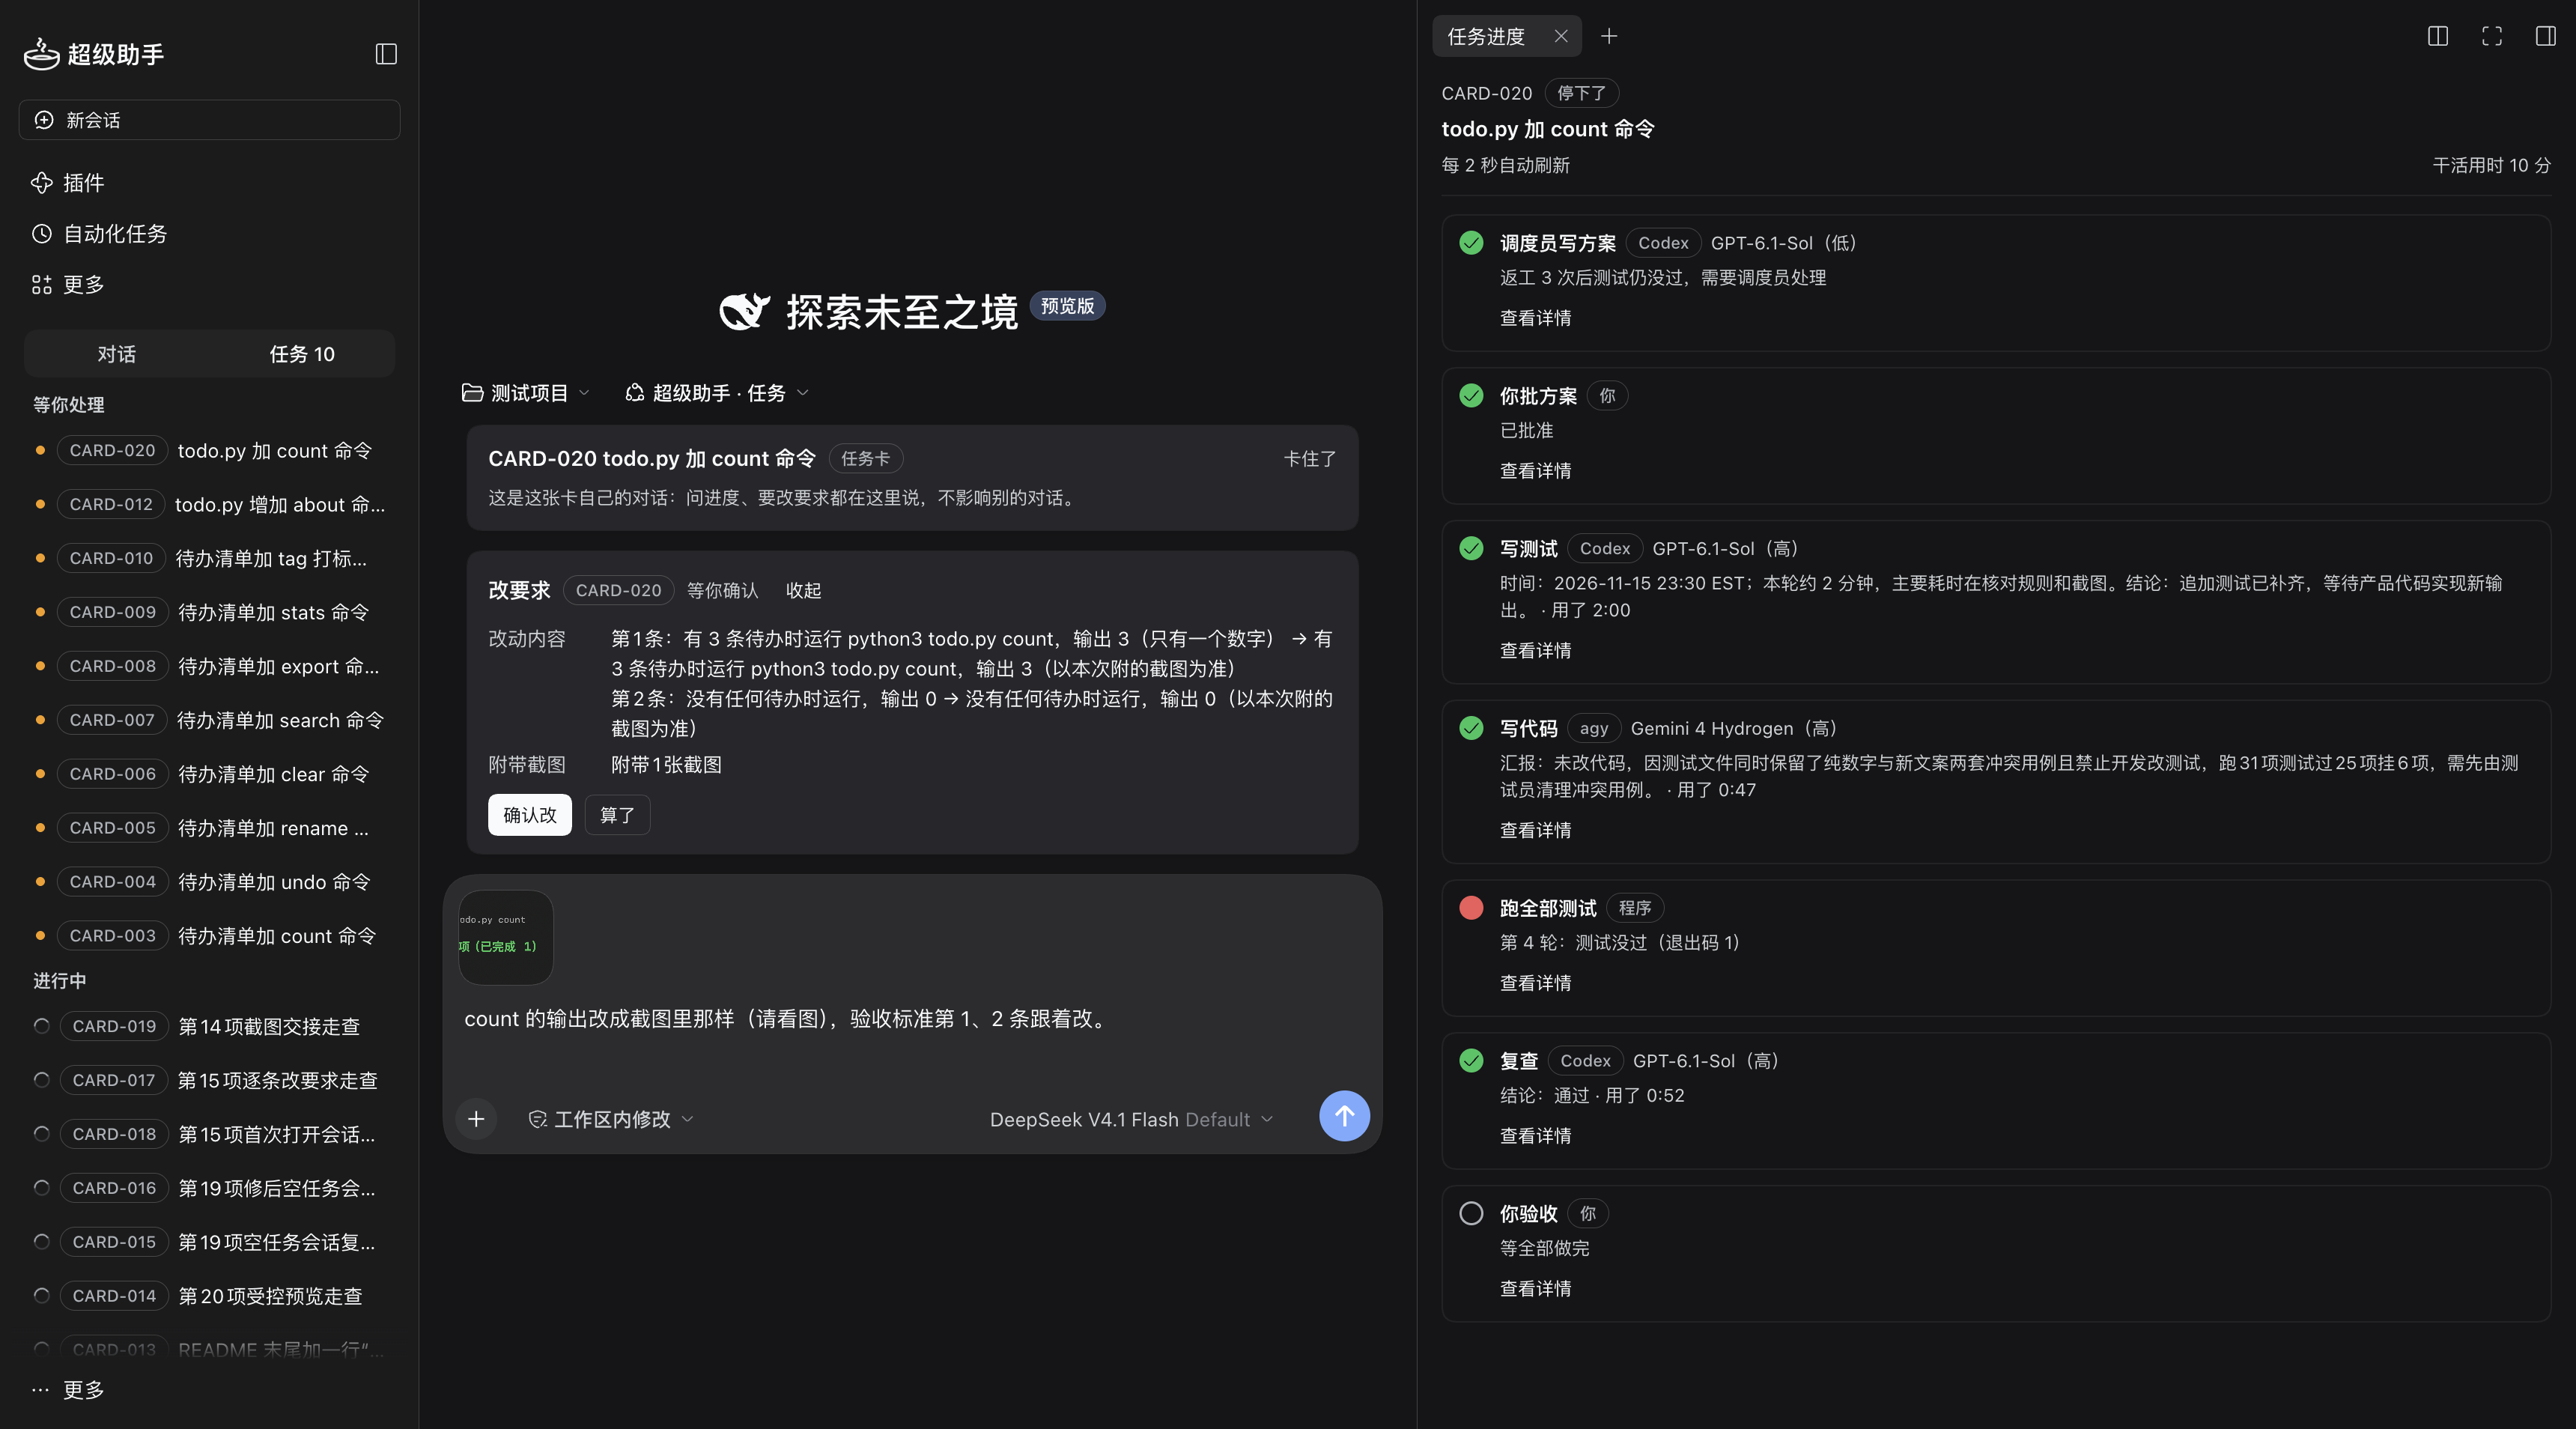 超级助手
新会话
插件
自动化任务
更多
对话
任务 10
等你处理
CARD-020 todo.py 加 count 命令
CARD-012 todo.py 增加 about 命...
CARD-010 待办清单加 tag 打标...
CARD-009 待办清单加 stats 命令
CARD-008 待办清单加 export 命...
CARD-007 待办清单加 search 命令
CARD-006 待办清单加 clear 命令
CARD-005 待办清单加 rename ...
CARD-004 待办清单加 undo 命令
CARD-003 待办清单加 count 命令
进行中
CARD-019 第14项截图交接走查
CARD-017 第15项逐条改要求走查
CARD-018 第15项首次打开会话...
CARD-016 第19项修后空任务会...
CARD-015 第19项空任务会话复...
CARD-014 第20项受控预览走查
CARD-013 README 末尾加一行“...
更多
探索未至之境 预览版
测试项目
超级助手 · 任务
CARD-020 todo.py 加 count 命令 任务卡 卡住了
这是这张卡自己的对话：问进度、要改要求都在这里说，不影响别的对话。
改要求 CARD-020 等你确认 收起
改动内容 第1条：有 3 条待办时运行 python3 todo.py count，输出 3（只有一个数字） → 有
3 条待办时运行 python3 todo.py count，输出 3（以本次附的截图为准）
第2条：没有任何待办时运行，输出 0 → 没有任何待办时运行，输出 0（以本次附的
截图为准）
附带截图 附带1张截图
确认改 算了
odo.py count
项（已完成 1）
count 的输出改成截图里那样（请看图），验收标准第 1、2 条跟着改。
工作区内修改
DeepSeek V4.1 Flash Default
任务进度
CARD-020 停下了
todo.py 加 count 命令
每 2 秒自动刷新 干活用时 10 分
调度员写方案 Codex GPT-6.1-Sol（低）
返工 3 次后测试仍没过，需要调度员处理
查看详情
你批方案 你
已批准
查看详情
写测试 Codex GPT-6.1-Sol（高）
时间：2026-11-15 23:30 EST；本轮约 2 分钟，主要耗时在核对规则和截图。结论：追加测试已补齐，等待产品代码实现新输
出。 · 用了 2:00
查看详情
写代码 agy Gemini 4 Hydrogen（高）
汇报：未改代码，因测试文件同时保留了纯数字与新文案两套冲突用例且禁止开发改测试，跑31项测试过25项挂6项，需先由测
试员清理冲突用例。 · 用了 0:47
查看详情
跑全部测试 程序
第 4 轮：测试没过（退出码 1）
查看详情
复查 Codex GPT-6.1-Sol（高）
结论：通过 · 用了 0:52
查看详情
你验收 你
等全部做完
查看详情